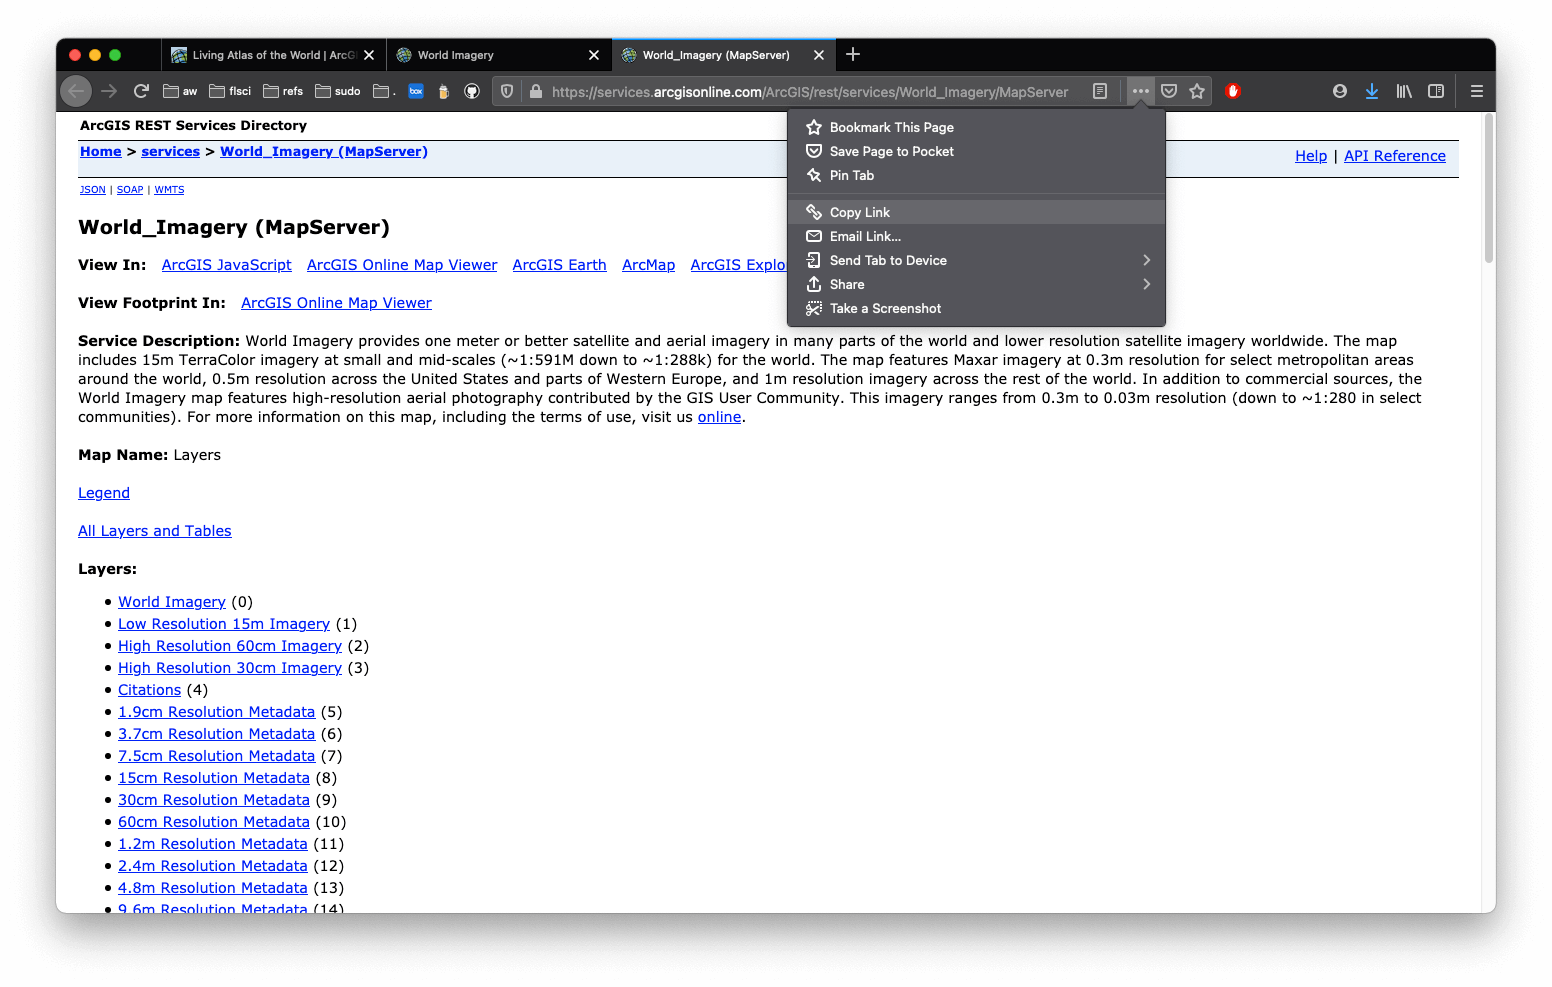 Living Atlas of the World | ArcG
World Imagery
World_Imagery (MapServer)
aw
flsci
refs
sudo
.
box
https://services.arcgisonline.com/ArcGIS/rest/services/World_Imagery/MapServer
Bookmark This Page
Save Page to Pocket
Pin Tab
Copy Link
Email Link...
Send Tab to Device
Share
Take a Screenshot
ArcGIS REST Services Directory
Home > services > World_Imagery (MapServer)
Help | API Reference
JSON | SOAP | WMTS
World_Imagery (MapServer)
View In: ArcGIS JavaScript ArcGIS Online Map Viewer ArcGIS Earth ArcMap ArcGIS Explo
View Footprint In: ArcGIS Online Map Viewer
Service Description: World Imagery provides one meter or better satellite and aerial imagery in many parts of the world and lower resolution satellite imagery worldwide. The map
includes 15m TerraColor imagery at small and mid-scales (~1:591M down to ~1:288k) for the world. The map features Maxar imagery at 0.3m resolution for select metropolitan areas
around the world, 0.5m resolution across the United States and parts of Western Europe, and 1m resolution imagery across the rest of the world. In addition to commercial sources, the
World Imagery map features high-resolution aerial photography contributed by the GIS User Community. This imagery ranges from 0.3m to 0.03m resolution (down to ~1:280 in select
communities). For more information on this map, including the terms of use, visit us online.
Map Name: Layers
Legend
All Layers and Tables
Layers:
• World Imagery (0)
• Low Resolution 15m Imagery (1)
• High Resolution 60cm Imagery (2)
• High Resolution 30cm Imagery (3)
• Citations (4)
• 1.9cm Resolution Metadata (5)
• 3.7cm Resolution Metadata (6)
• 7.5cm Resolution Metadata (7)
• 15cm Resolution Metadata (8)
• 30cm Resolution Metadata (9)
• 60cm Resolution Metadata (10)
• 1.2m Resolution Metadata (11)
• 2.4m Resolution Metadata (12)
• 4.8m Resolution Metadata (13)
• 9.6m Resolution Metadata (14)